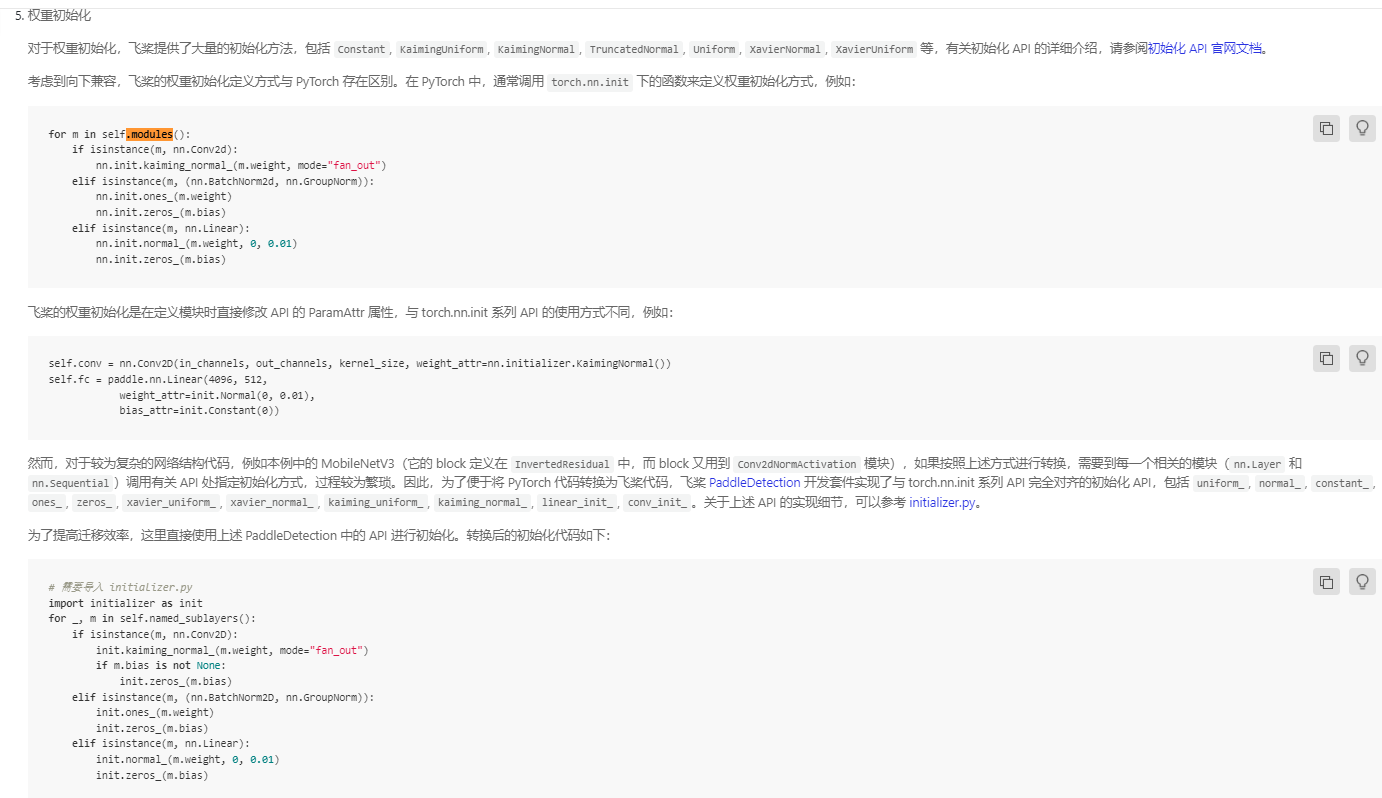 5. 权重初始化
对于权重初始化，飞桨提供了大量的初始化方法，包括 Constant, KaimingUniform, KaimingNormal, TruncatedNormal, Uniform, XavierNormal, XavierUniform 等，有关初始化 API 的详细介绍，请参阅初始化 API 官网文档。
考虑到向下兼容，飞桨的权重初始化定义方式与 PyTorch 存在区别。在 PyTorch 中，通常调用 torch.nn.init 下的函数来定义权重初始化方式，例如：
for m in self.modules():
    if isinstance(m, nn.Conv2d):
        nn.init.kaiming_normal_(m.weight, mode="fan_out")
    elif isinstance(m, (nn.BatchNorm2d, nn.GroupNorm)):
        nn.init.ones_(m.weight)
        nn.init.zeros_(m.bias)
    elif isinstance(m, nn.Linear):
        nn.init.normal_(m.weight, 0, 0.01)
        nn.init.zeros_(m.bias)
飞桨的权重初始化是在定义模块时直接修改 API 的 ParamAttr 属性，与 torch.nn.init 系列 API 的使用方式不同，例如：
self.conv = nn.Conv2D(in_channels, out_channels, kernel_size, weight_attr=nn.initializer.KaimingNormal())
self.fc = paddle.nn.Linear(4096, 512,
            weight_attr=init.Normal(0, 0.01),
            bias_attr=init.Constant(0))
然而，对于较为复杂的网络结构代码，例如本例中的 MobileNetV3（它的 block 定义在 InvertedResidual 中，而 block 又用到 Conv2dNormActivation 模块），如果按照上述方式进行转换，需要到每一个相关的模块（ nn.Layer 和
nn.Sequential ）调用有关 API 处指定初始化方式，过程较为繁琐。因此，为了便于将 PyTorch 代码转换为飞桨代码，飞桨 PaddleDetection 开发套件实现了与 torch.nn.init 系列 API 完全对齐的初始化 API，包括 uniform_, normal_, constant_,
ones_, zeros_, xavier_uniform_, xavier_normal_, kaiming_uniform_, kaiming_normal_, linear_init_, conv_init_ 。关于上述 API 的实现细节，可以参考 initializer.py。
为了提高迁移效率，这里直接使用上述 PaddleDetection 中的 API 进行初始化。转换后的初始化代码如下：
# 需要导入 initializer.py
import initializer as init
for _, m in self.named_sublayers():
    if isinstance(m, nn.Conv2D):
        init.kaiming_normal_(m.weight, mode="fan_out")
        if m.bias is not None:
            init.zeros_(m.bias)
    elif isinstance(m, (nn.BatchNorm2D, nn.GroupNorm)):
        init.ones_(m.weight)
        init.zeros_(m.bias)
    elif isinstance(m, nn.Linear):
        init.normal_(m.weight, 0, 0.01)
        init.zeros_(m.bias)